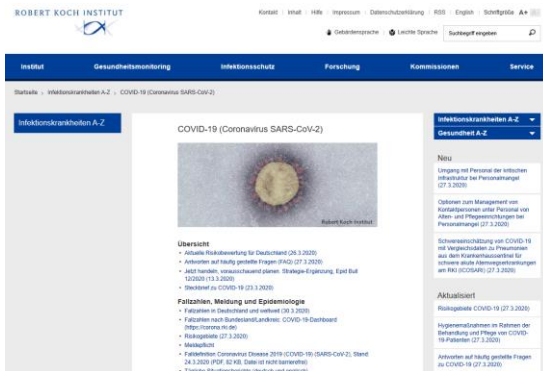 ROBERT KOCH INSTITUT
Kontakt | Inhalt | Hilfe | Impressum | Datenschutzerklärung | RSS | English | Schriftgröße A+
Gebärdensprache | Leichte Sprache Suchbegriff eingeben
Institut Gesundheitsmonitoring Infektionsschutz Forschung Kommissionen Service
Startseite > Infektionskrankheiten A-Z > COVID-19 (Coronavirus SARS-CoV-2)
Infektionskrankheiten A-Z
COVID-19 (Coronavirus SARS-CoV-2)
Robert Koch Institut
Übersicht
Aktuelle Risikobewertung für Deutschland (26.3.2020)
Antworten auf häufig gestellte Fragen (FAQ) (27.3.2020)
Jetzt handeln, vorausschauend planen. Strategie-Ergänzung, Epid Bull
12/2020 (13.3.2020)
Steckbrief zu COVID-19 (23.3.2020)
Fallzahlen, Meldung und Epidemiologie
Fallzahlen in Deutschland und weltweit (30.3.2020)
Fallzahlen nach Bundesland/Landkreis: COVID-19-Dashboard
(https://corona.rki.de)
Risikogebiete (27.3.2020)
Meldepflicht
Falldefinition Coronavirus Disease 2019 (COVID-19) (SARS-CoV-2), Stand:
24.3.2020 (PDF, 62 KB, Datei ist nicht barrierefrei)
Infektionskrankheiten A-Z
Gesundheit A-Z
Neu
Umgang mit Personal der kritischen
Infrastruktur bei Personalmangel
(27.3.2020)
Optionen zum Management von
Kontaktpersonen unter Personal von
Alten- und Pflegeeinrichtungen bei
Personalmangel (27.3.2020)
Schwereeinschätzung von COVID-19
mit Vergleichsdaten zu Pneumonien
aus dem Krankenhaussentinel für
schwere akute Atemwegserkrankungen
am RKI (ICOSARI) (27.3.2020)
Aktualisiert
Risikogebiete COVID-19 (27.3.2020)
Hygienemaßnahmen im Rahmen der
Behandlung und Pflege von COVID-
19-Patienten (27.3.2020)
Antworten auf häufig gestellte Fragen
zu COVID-19 (27.3.2020)